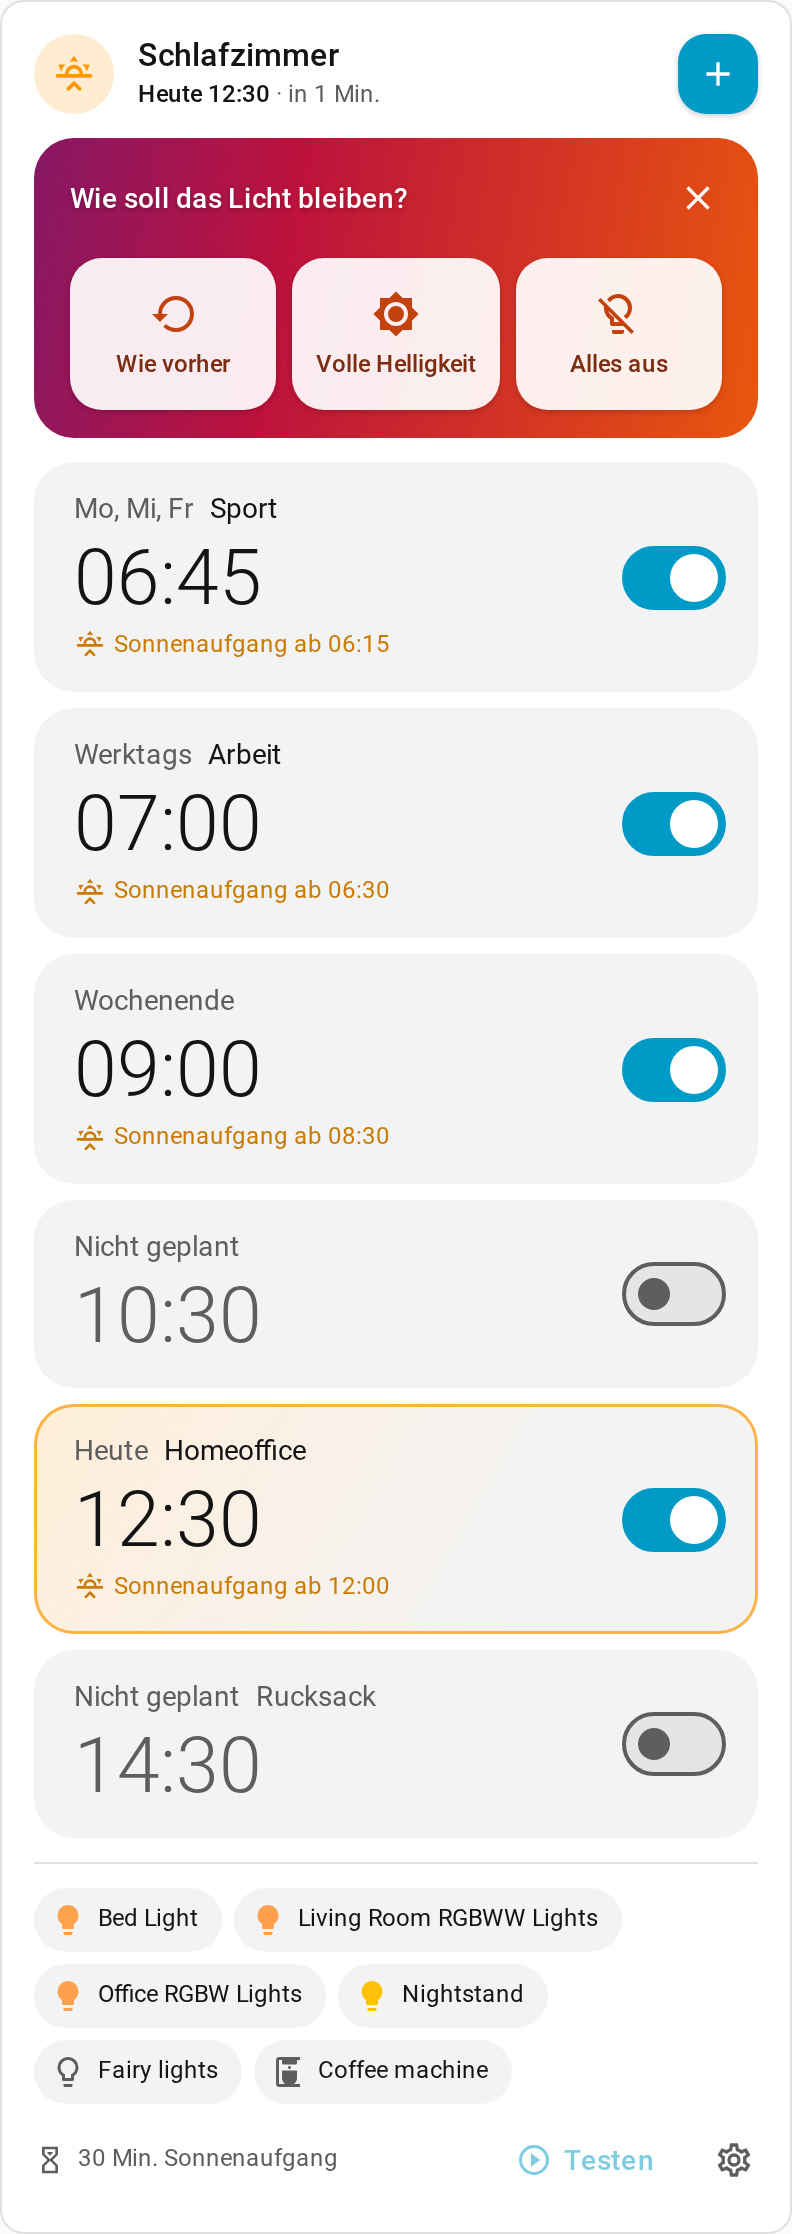 Schlafzimmer
Heute 12:30 · in 1 Min.
Wie soll das Licht bleiben?
Wie vorher
Volle Helligkeit
Alles aus
Mo, Mi, Fr Sport
06:45
Sonnenaufgang ab 06:15
Werktags Arbeit
07:00
Sonnenaufgang ab 06:30
Wochenende
09:00
Sonnenaufgang ab 08:30
Nicht geplant
10:30
Heute Homeoffice
12:30
Sonnenaufgang ab 12:00
Nicht geplant Rucksack
14:30
Bed Light
Living Room RGBWW Lights
Office RGBW Lights
Nightstand
Fairy lights
Coffee machine
30 Min. Sonnenaufgang
Testen